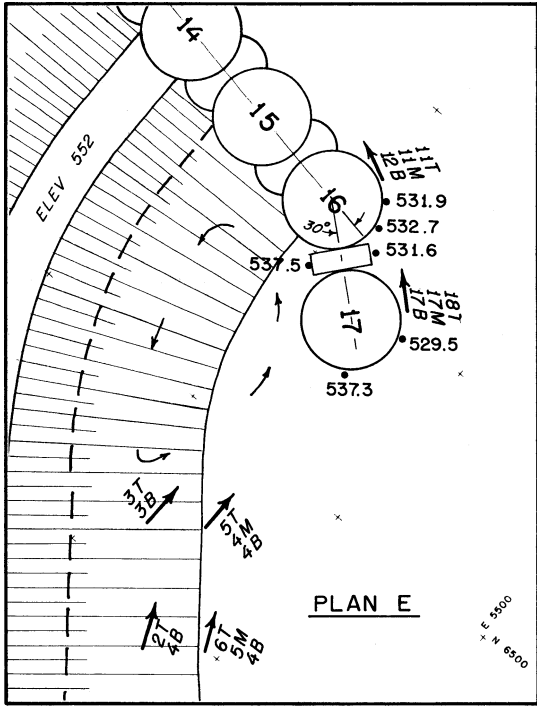 14
15
16
30°
11T
11M
12B
531.9
532.7
531.6
537.5
17
18T
17M
17B
529.5
537.3
ELEV 552
3T
3B
5T
4M
4B
2T
4B
6T
5M
4B
PLAN E
E 5500
N 6500